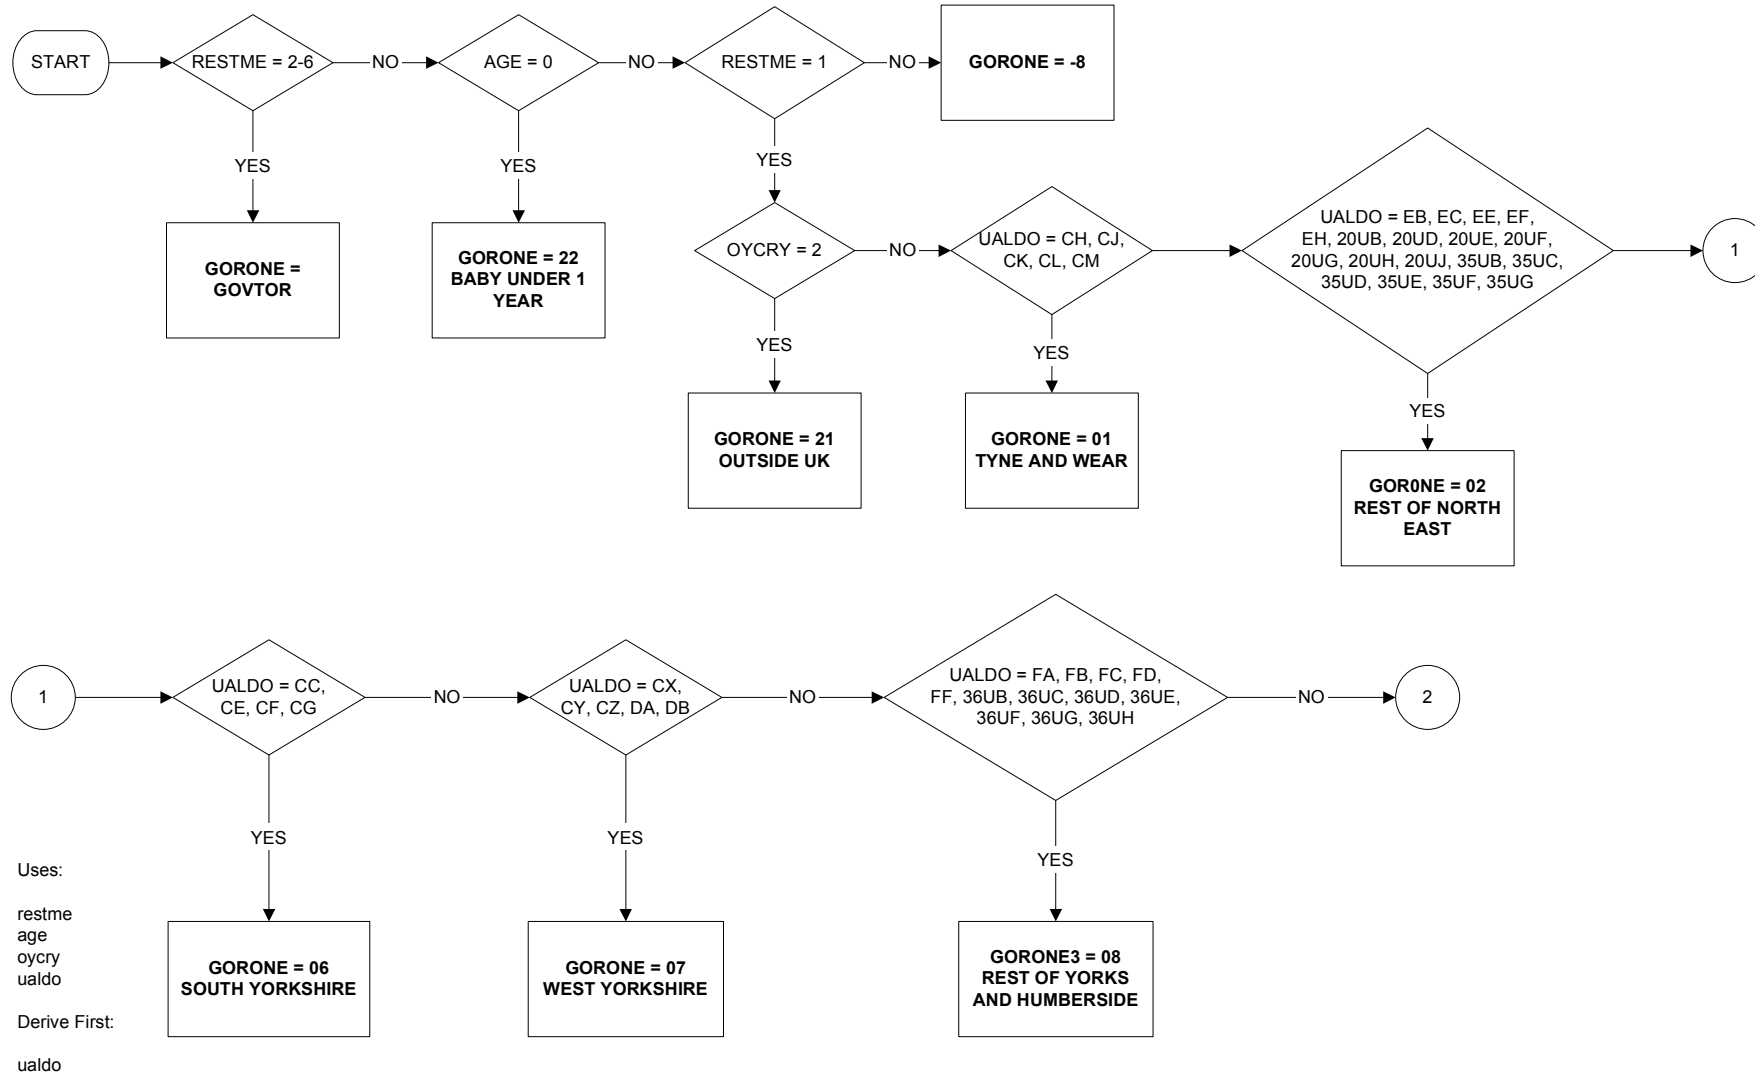 START
RESTME = 2-6
NO
AGE = 0
NO
RESTME = 1
NO
GORONE = -8
YES
YES
YES
GORONE =
GOVTOR
GORONE = 22
BABY UNDER 1
YEAR
OYCRY = 2
NO
UALDO = CH, CJ,
CK, CL, CM
UALDO = EB, EC, EE, EF,
EH, 20UB, 20UD, 20UE, 20UF,
20UG, 20UH, 20UJ, 35UB, 35UC,
35UD, 35UE, 35UF, 35UG
1
YES
YES
YES
GORONE = 21
OUTSIDE UK
GORONE = 01
TYNE AND WEAR
GOR0NE = 02
REST OF NORTH
EAST
1
UALDO = CC,
CE, CF, CG
NO
UALDO = CX,
CY, CZ, DA, DB
NO
UALDO = FA, FB, FC, FD,
FF, 36UB, 36UC, 36UD, 36UE,
36UF, 36UG, 36UH
NO
2
YES
YES
YES
GORONE = 06
SOUTH YORKSHIRE
GORONE = 07
WEST YORKSHIRE
GORONE3 = 08
REST OF YORKS
AND HUMBERSIDE
Uses:
restme
age
oycry
ualdo
Derive First:
ualdo